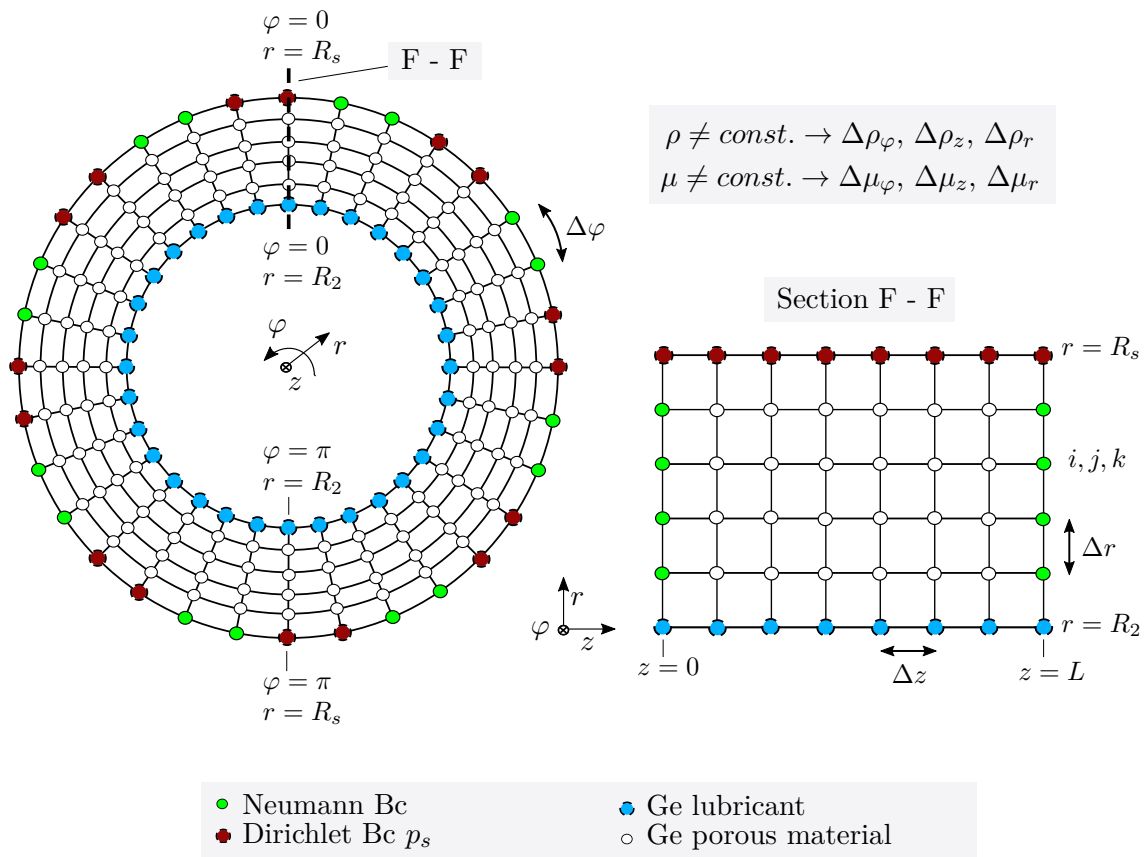 φ = 0
r = R_s
F - F
ρ ≠ const. → Δρ_φ, Δρ_z, Δρ_r
μ ≠ const. → Δμ_φ, Δμ_z, Δμ_r
Δφ
φ = 0
r = R_2
φ
r
z
φ = π
r = R_2
φ = π
r = R_s
Section F - F
r = R_s
i, j, k
Δr
r = R_2
z = 0
Δz
z = L
r
φ
z
Neumann Bc
Dirichlet Bc p_s
Ge lubricant
Ge porous material